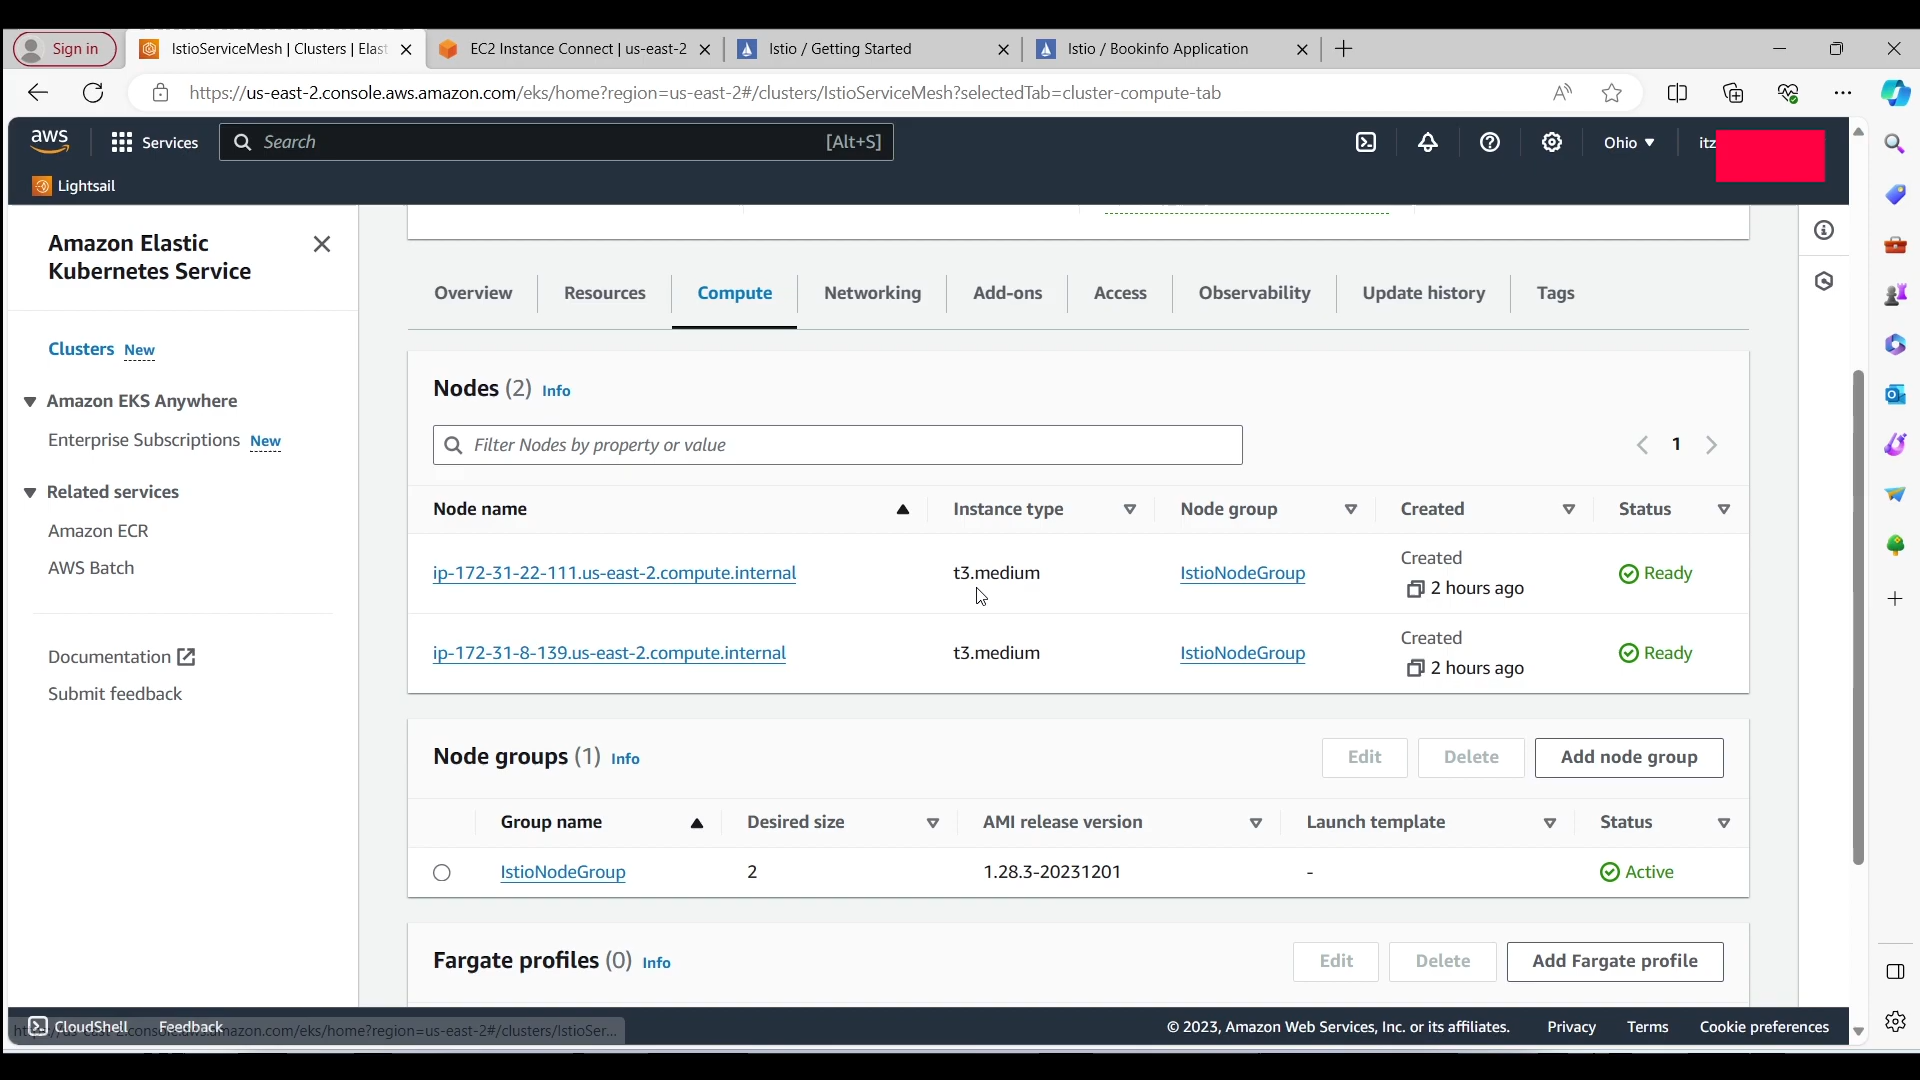 Sign in
IstioServiceMesh | Clusters | Elast
EC2 Instance Connect | us-east-2
Istio / Getting Started
Istio / Bookinfo Application
https://us-east-2.console.aws.amazon.com/eks/home?region=us-east-2#/clusters/IstioServiceMesh?selectedTab=cluster-compute-tab
aws
Services
Search
[Alt+S]
Ohio
itz
Lightsail
Amazon Elastic
Kubernetes Service
Clusters New
Amazon EKS Anywhere
Enterprise Subscriptions New
Related services
Amazon ECR
AWS Batch
Documentation
Submit feedback
Overview
Resources
Compute
Networking
Add-ons
Access
Observability
Update history
Tags
Nodes (2) Info
Filter Nodes by property or value
1
Node name
Instance type
Node group
Created
Status
ip-172-31-22-111.us-east-2.compute.internal
t3.medium
IstioNodeGroup
Created
2 hours ago
Ready
ip-172-31-8-139.us-east-2.compute.internal
t3.medium
IstioNodeGroup
Created
2 hours ago
Ready
Node groups (1) Info
Edit
Delete
Add node group
Group name
Desired size
AMI release version
Launch template
Status
IstioNodeGroup
2
1.28.3-20231201
-
Active
Fargate profiles (0) Info
Edit
Delete
Add Fargate profile
CloudShell
Feedback
© 2023, Amazon Web Services, Inc. or its affiliates.
Privacy
Terms
Cookie preferences